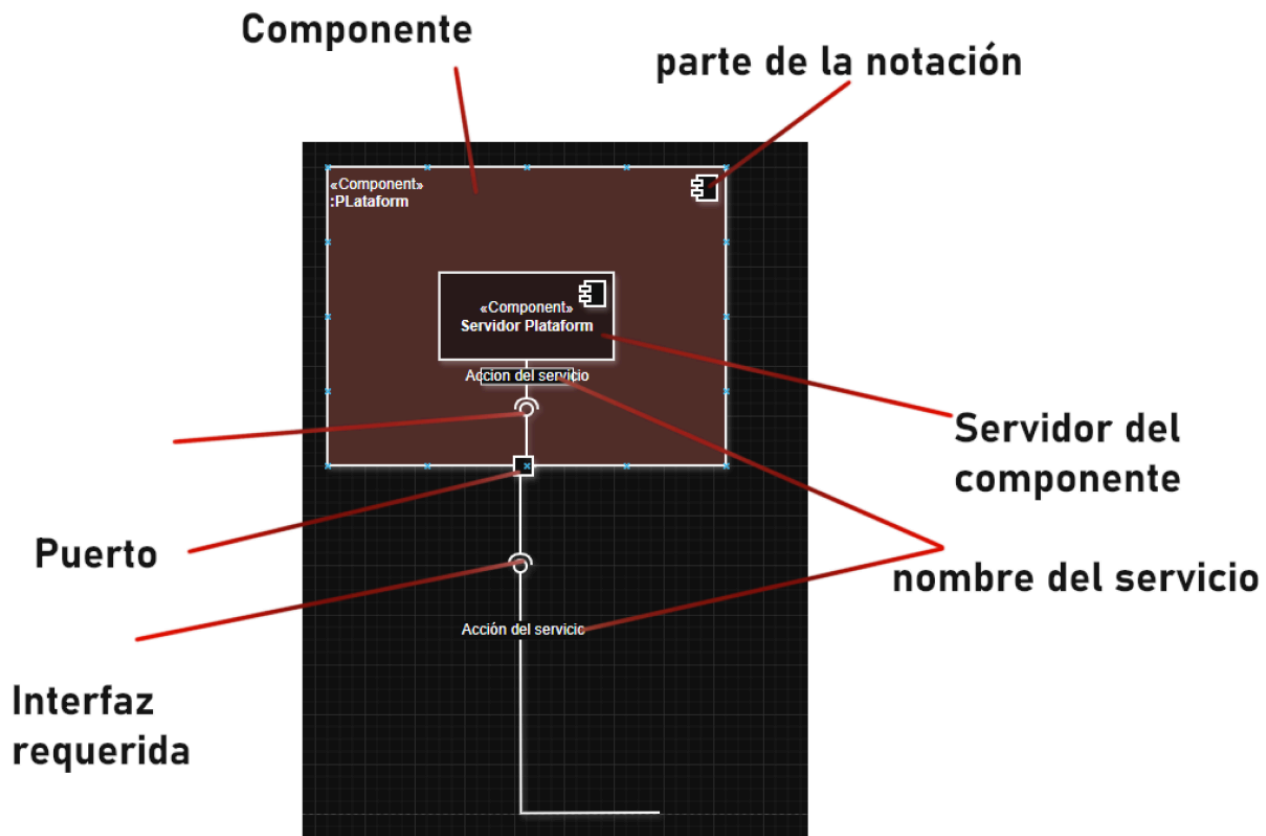 Componente
parte de la notación
«Component»
:PLataform
«Component»
Servidor Plataform
Accion del servicio
Servidor del
componente
Puerto
nombre del servicio
Acción del servicio
Interfaz
requerida